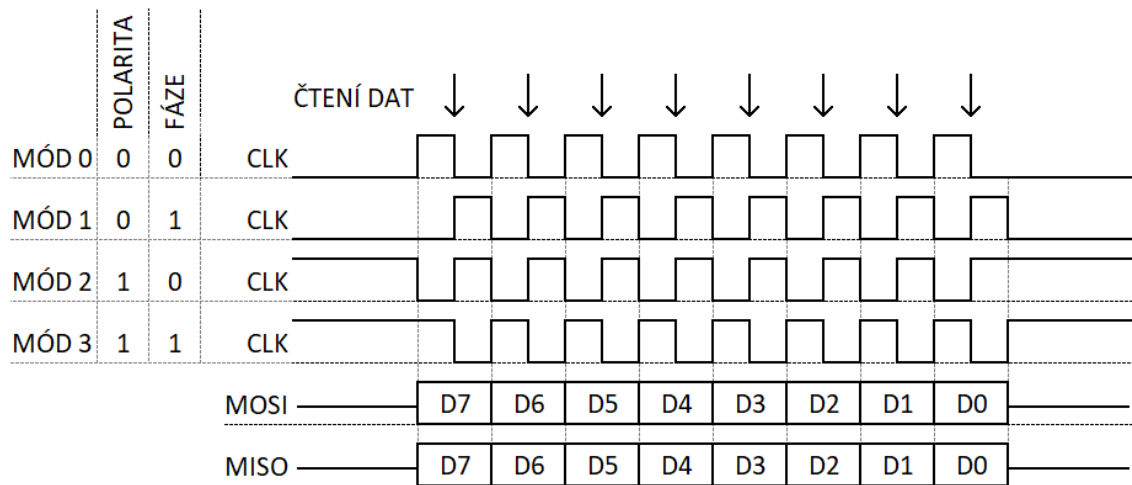 POLARITA
FÁZE
ČTENÍ DAT
MÓD 0 0 0 CLK
MÓD 1 0 1 CLK
MÓD 2 1 0 CLK
MÓD 3 1 1 CLK
MOSI D7 D6 D5 D4 D3 D2 D1 D0
MISO D7 D6 D5 D4 D3 D2 D1 D0